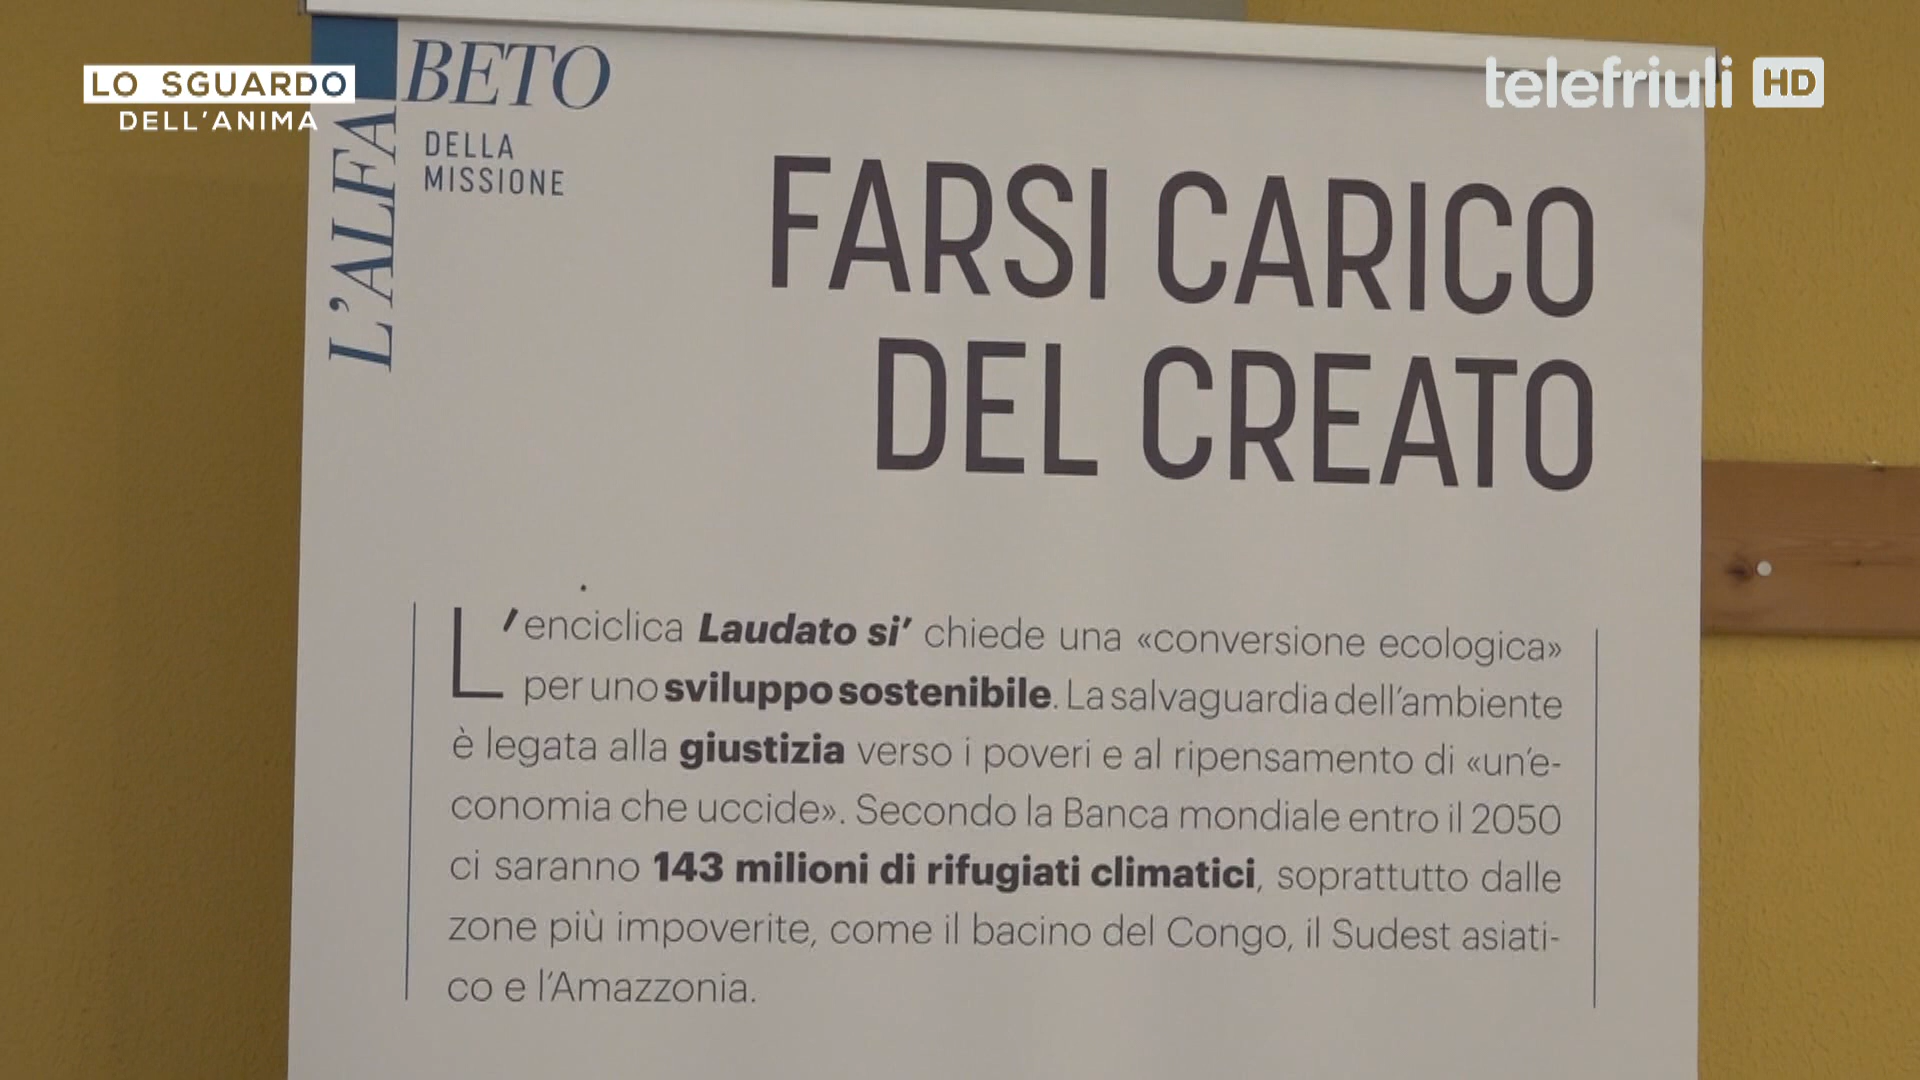 LO SGUARDO
DELL'ANIMA
telefriuli HD
L'ALFA
BETO
DELLA
MISSIONE
FARSI CARICO
DEL CREATO
L'enciclica Laudato si' chiede una «conversione ecologica»
per uno sviluppo sostenibile. La salvaguardia dell'ambiente
è legata alla giustizia verso i poveri e al ripensamento di «un'e-
conomia che uccide». Secondo la Banca mondiale entro il 2050
ci saranno 143 milioni di rifugiati climatici, soprattutto dalle
zone più impoverite, come il bacino del Congo, il Sudest asiati-
co e l'Amazzonia.